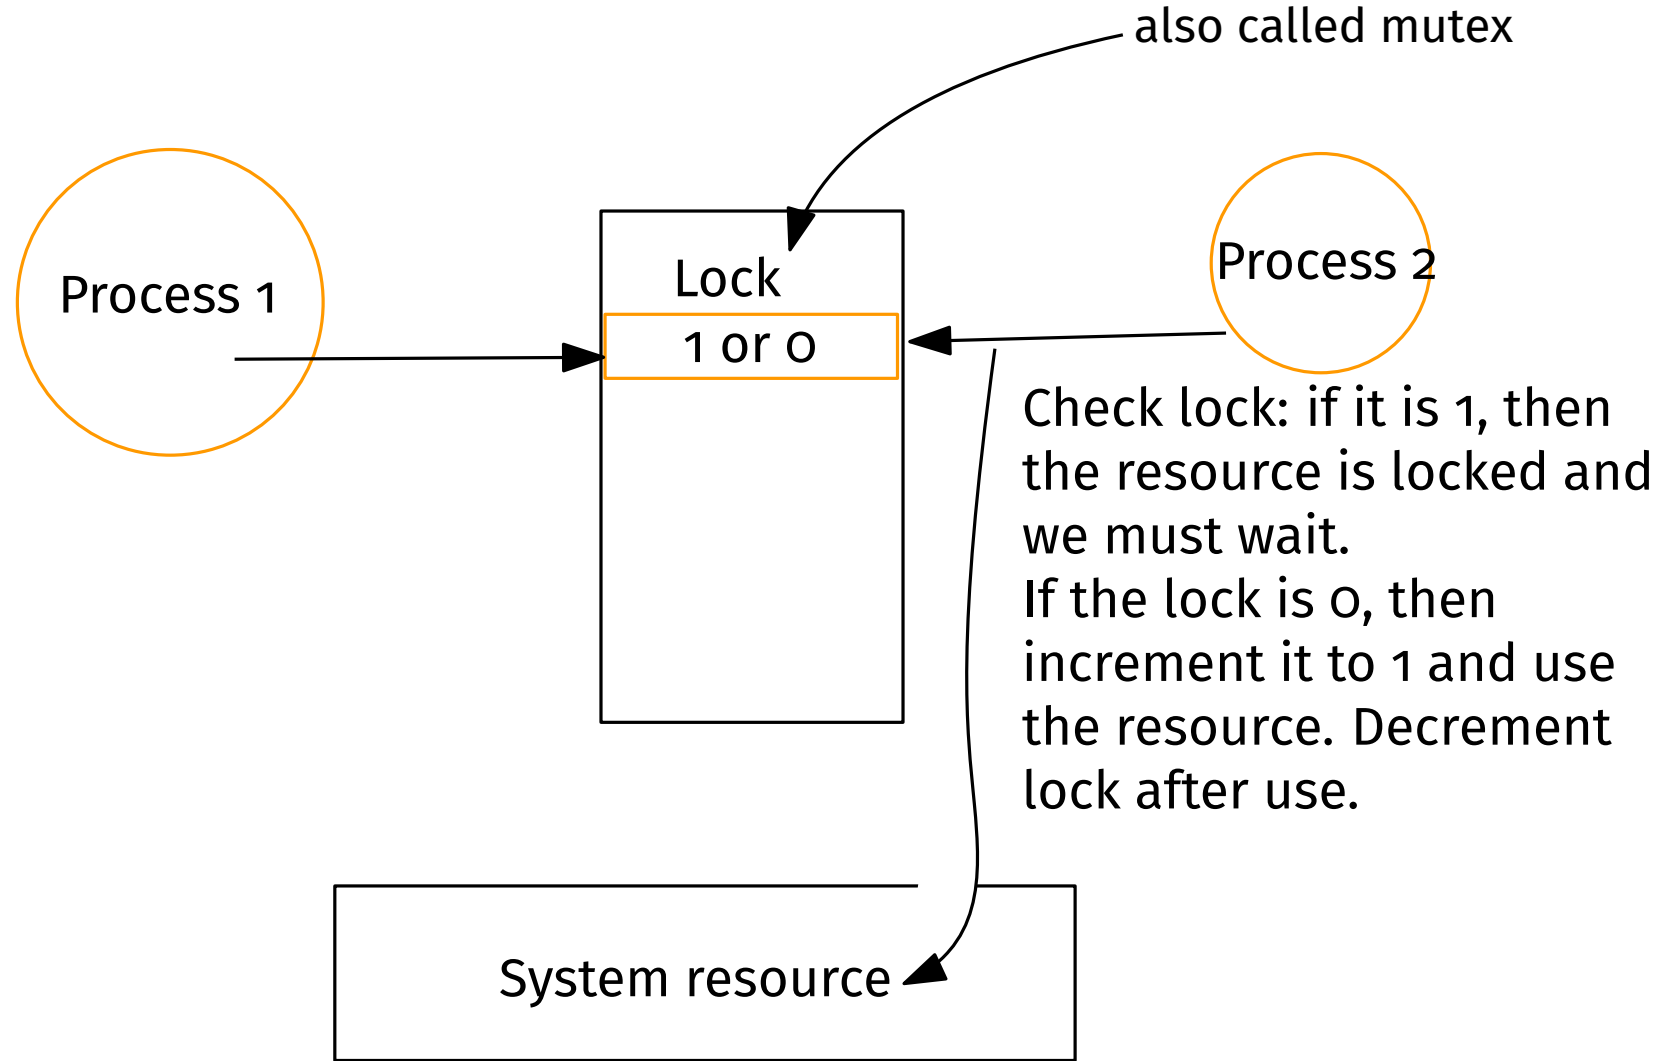 also called mutex
Process 1
Lock
1 or 0
Process 2
Check lock: if it is 1, then
the resource is locked and
we must wait.
If the lock is 0, then
increment it to 1 and use
the resource. Decrement
lock after use.
System resource